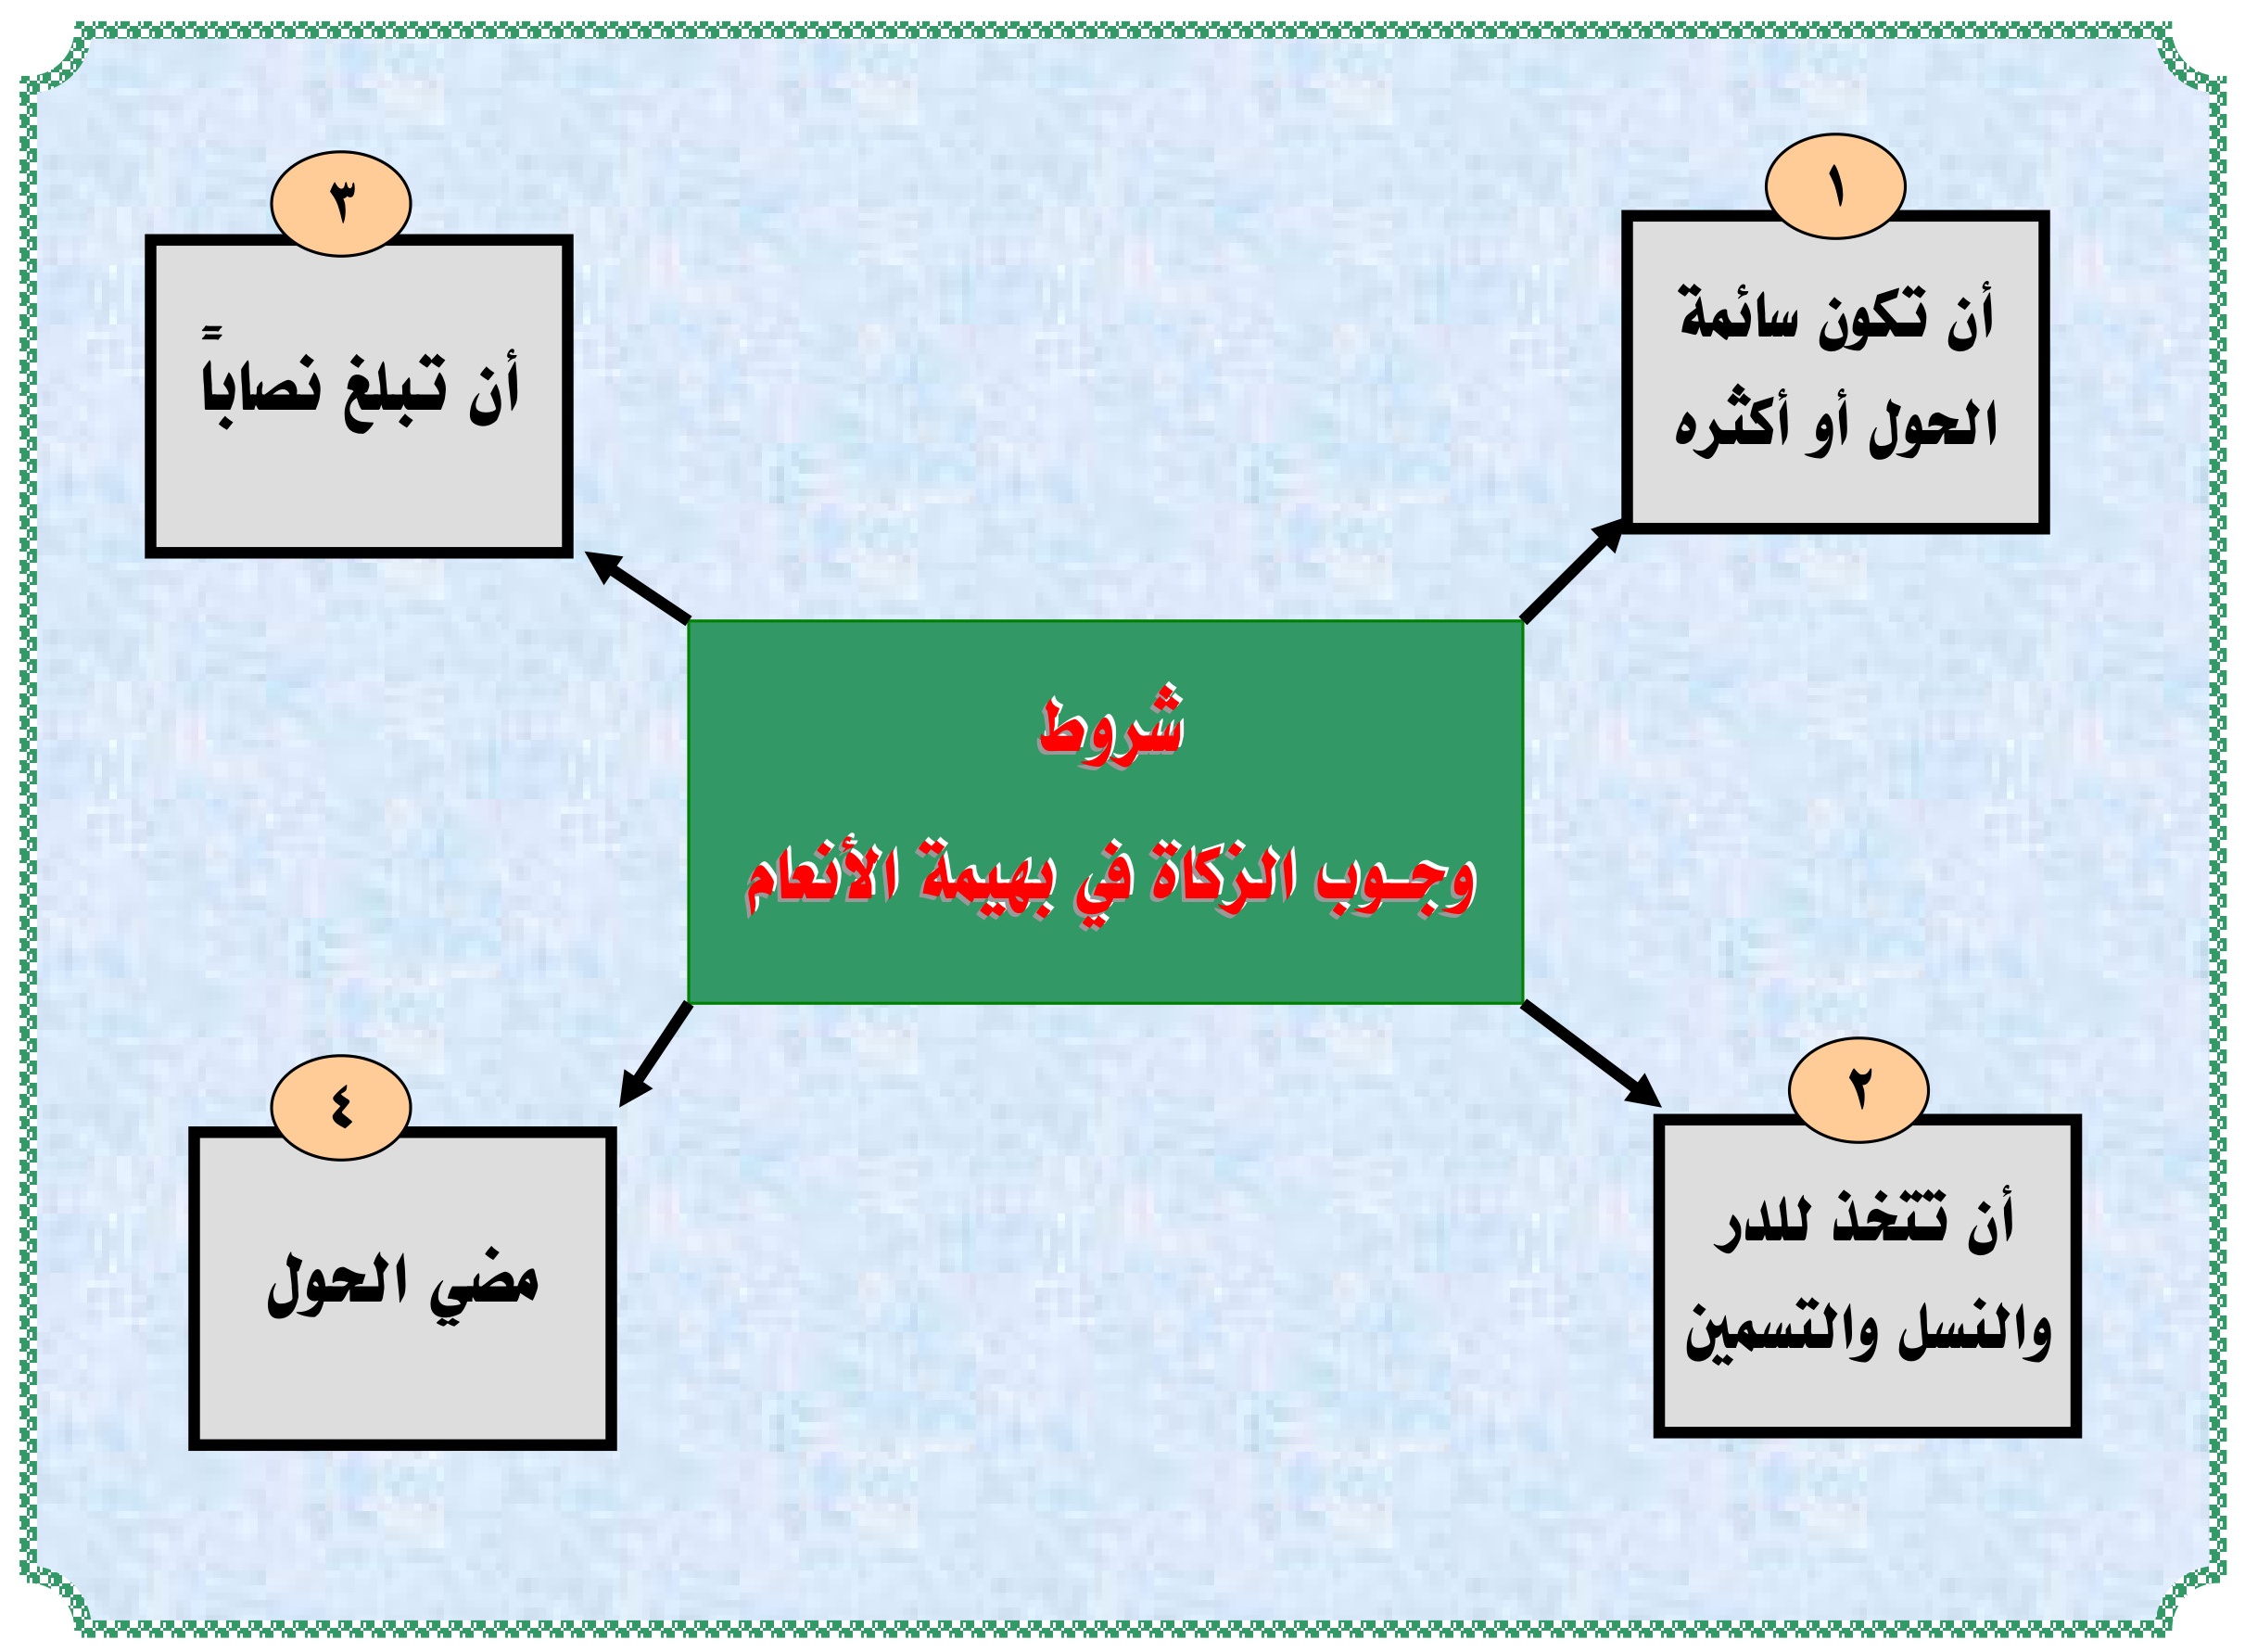 شروط
وجــوب الزكاة في بهيمة الأنعام
١
أن تكون سائمة
الحول أو أكثره
٢
أن تتخذ للدر
والنسل والتسمين
٣
أن تبلغ نصاباً
٤
مضي الحول